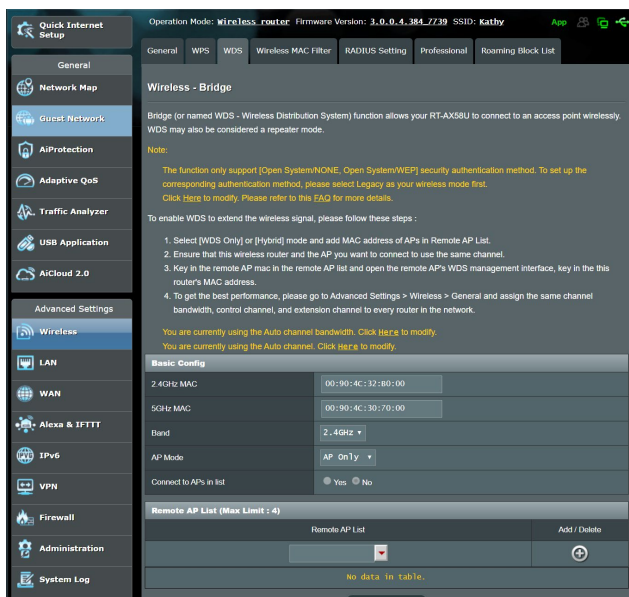 Quick Internet
Setup
Operation Mode: Wireless router Firmware Version: 3.0.0.4.384_7739 SSID: Kathy
App
General
WPS
WDS
Wireless MAC Filter
RADIUS Setting
Professional
Roaming Block List
General
Network Map
Guest Network
AiProtection
Adaptive QoS
Traffic Analyzer
USB Application
AiCloud 2.0
Advanced Settings
Wireless
LAN
WAN
Alexa & IFTTT
IPv6
VPN
Firewall
Administration
System Log
Wireless - Bridge
Bridge (or named WDS - Wireless Distribution System) function allows your RT-AX58U to connect to an access point wirelessly.
WDS may also be considered a repeater mode.
Note:
The function only support [Open System/NONE, Open System/WEP] security authentication method. To set up the
corresponding authentication method, please select Legacy as your wireless mode first.
Click Here to modify. Please refer to this FAQ for more details.
To enable WDS to extend the wireless signal, please follow these steps :
1. Select [WDS Only] or [Hybrid] mode and add MAC address of APs in Remote AP List.
2. Ensure that this wireless router and the AP you want to connect to use the same channel.
3. Key in the remote AP mac in the remote AP list and open the remote AP's WDS management interface, key in the this
router's MAC address.
4. To get the best performance, please go to Advanced Settings > Wireless > General and assign the same channel
bandwidth, control channel, and extension channel to every router in the network.
You are currently using the Auto channel bandwidth. Click Here to modify.
You are currently using the Auto channel. Click Here to modify.
Basic Config
2.4GHz MAC
00:90:4C:32:B0:00
5GHz MAC
00:90:4C:30:70:00
Band
2.4GHz
AP Mode
AP Only
Connect to APs in list
Yes No
Remote AP List (Max Limit : 4)
Remote AP List
Add / Delete
No data in table.